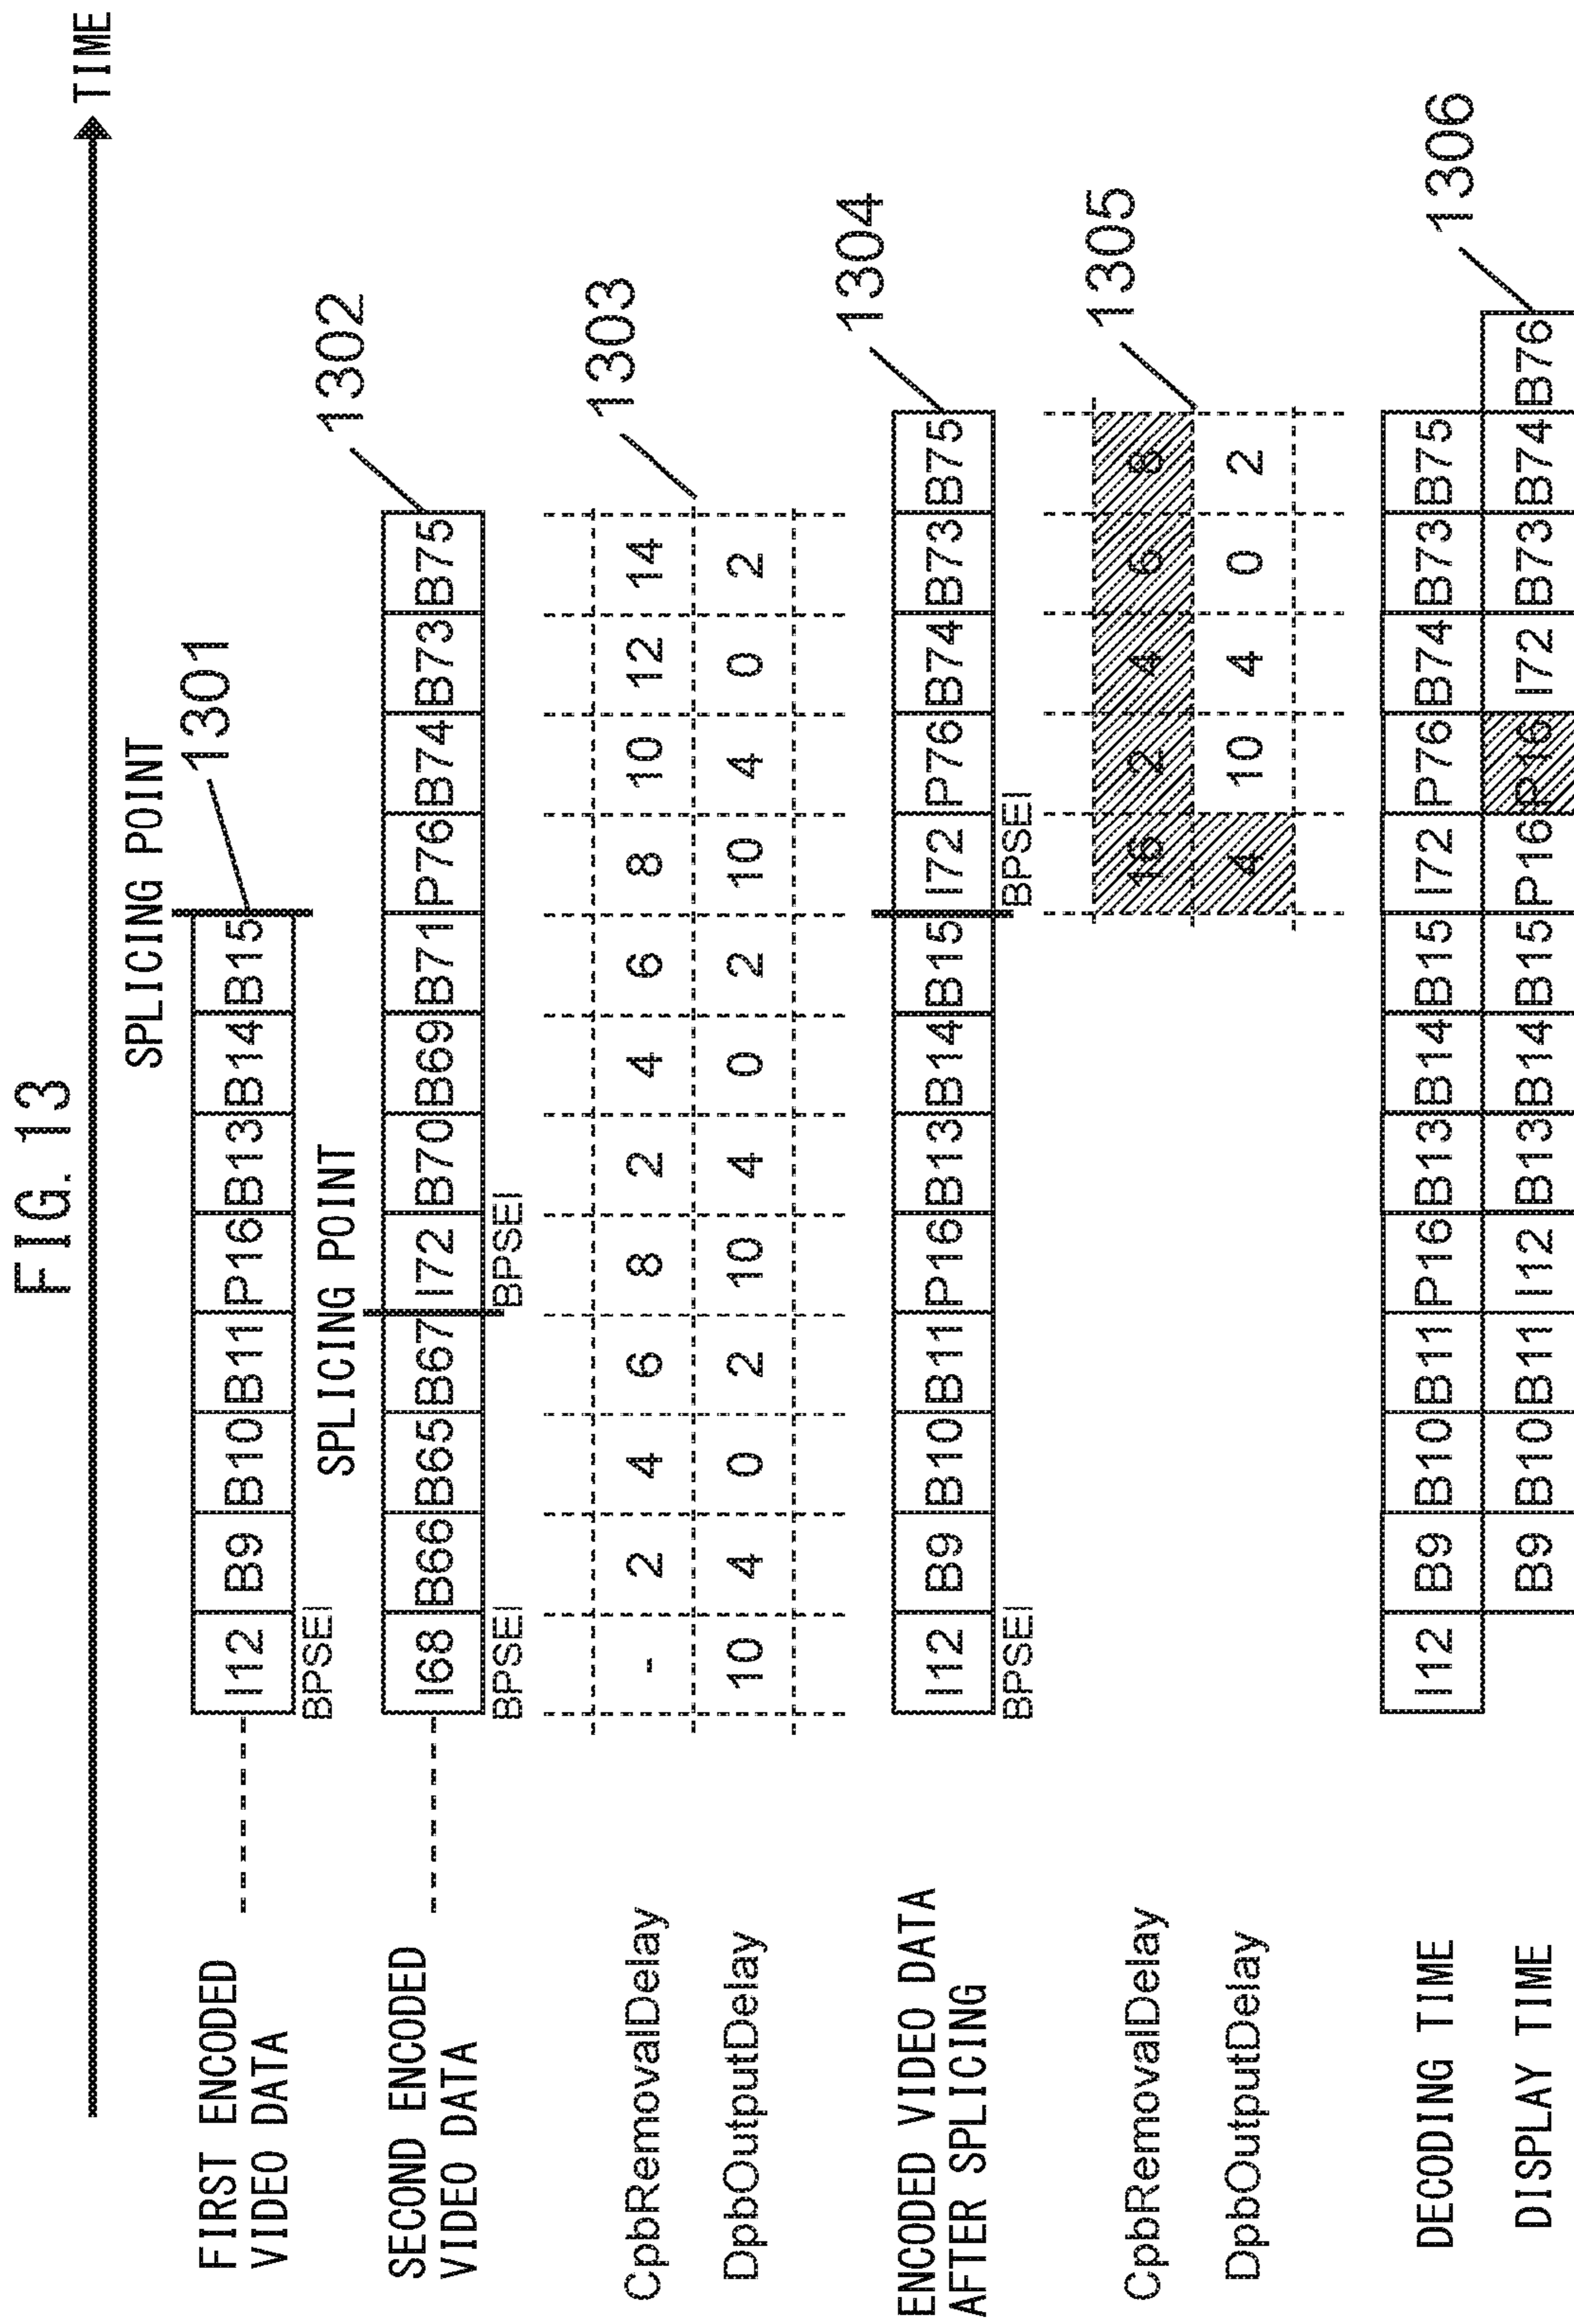 FIG. 13
TIME
SPLICING POINT
1301
FIRST ENCODED
VIDEO DATA
I12 B9 B10 B11 P16 B13 B14 B15
BPSEI
SPLICING POINT
1302
SECOND ENCODED
VIDEO DATA
I68 B66 B65 B67 I72 B70 B69 B71 P76 B74 B73 B75
BPSEI BPSEI
1303
CpbRemovalDelay
- 2 4 6 8 2 4 6 8 10 12 14
DpbOutputDelay
10 4 0 2 10 4 0 2 10 4 0 2
1304
ENCODED VIDEO DATA
AFTER SPLICING
I12 B9 B10 B11 P16 B13 B14 B15 I72 P76 B74 B73 B75
BPSEI BPSEI
1305
CpbRemovalDelay
16 2 4 6 8
DpbOutputDelay
4 10 4 0 2
1306
DECODING TIME
I12 B9 B10 B11 P16 B13 B14 B15 I72 P76 B74 B73 B75
DISPLAY TIME
B9 B10 B11 I12 B13 B14 B15 P16 P16 I72 B73 B74 B76